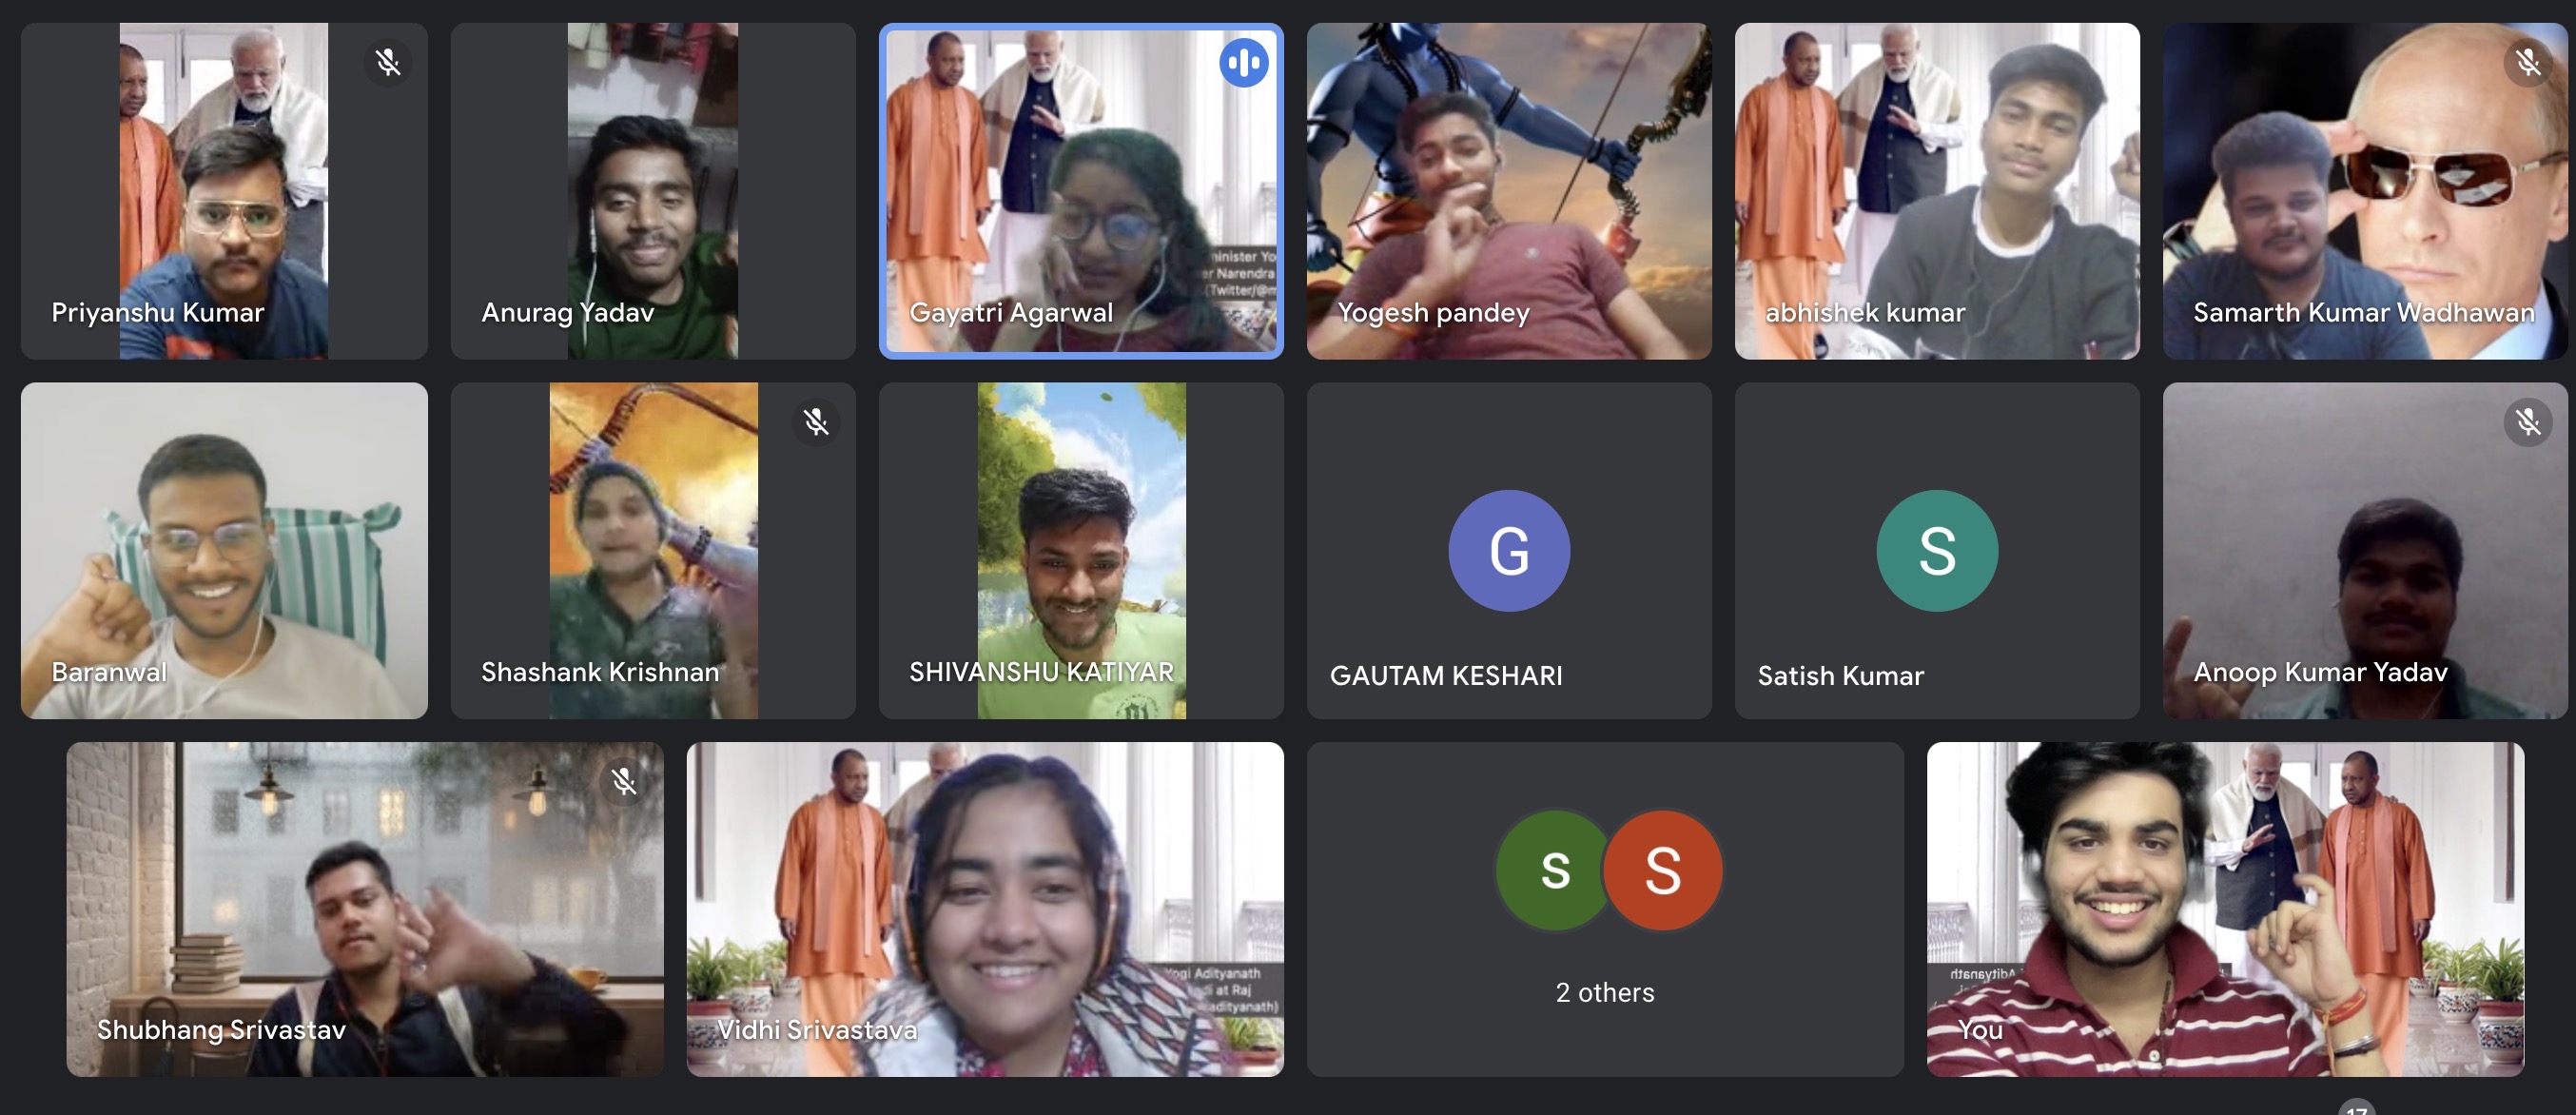 Priyanshu Kumar
Anurag Yadav
Gayatri Agarwal
Yogesh pandey
abhishek kumar
Samarth Kumar Wadhawan
inister Yo
er Narendra
(Twitter/@m
Baranwal
Shashank Krishnan
SHIVANSHU KATIYAR
G
GAUTAM KESHARI
S
Satish Kumar
Anoop Kumar Yadav
Shubhang Srivastav
Vidhi Srivastava
Yogi Adityanath
di at Raj
adityanath)
s
S
2 others
You
17